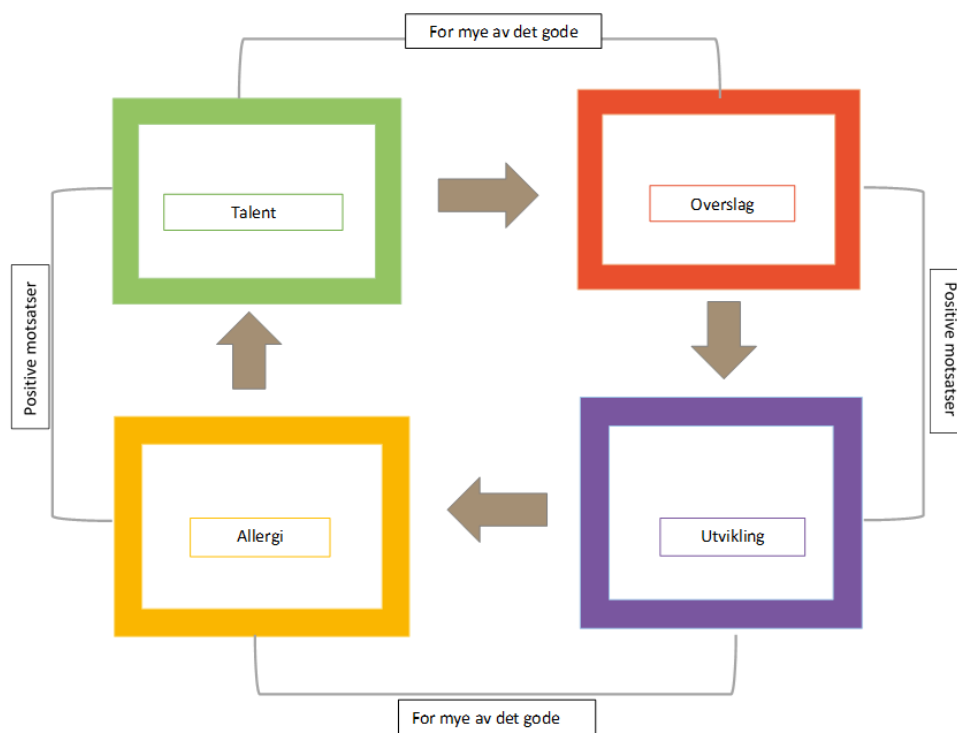 For mye av det gode
Talent
Overslag
Positive motsatser
Positive motsatser
Allergi
Utvikling
For mye av det gode